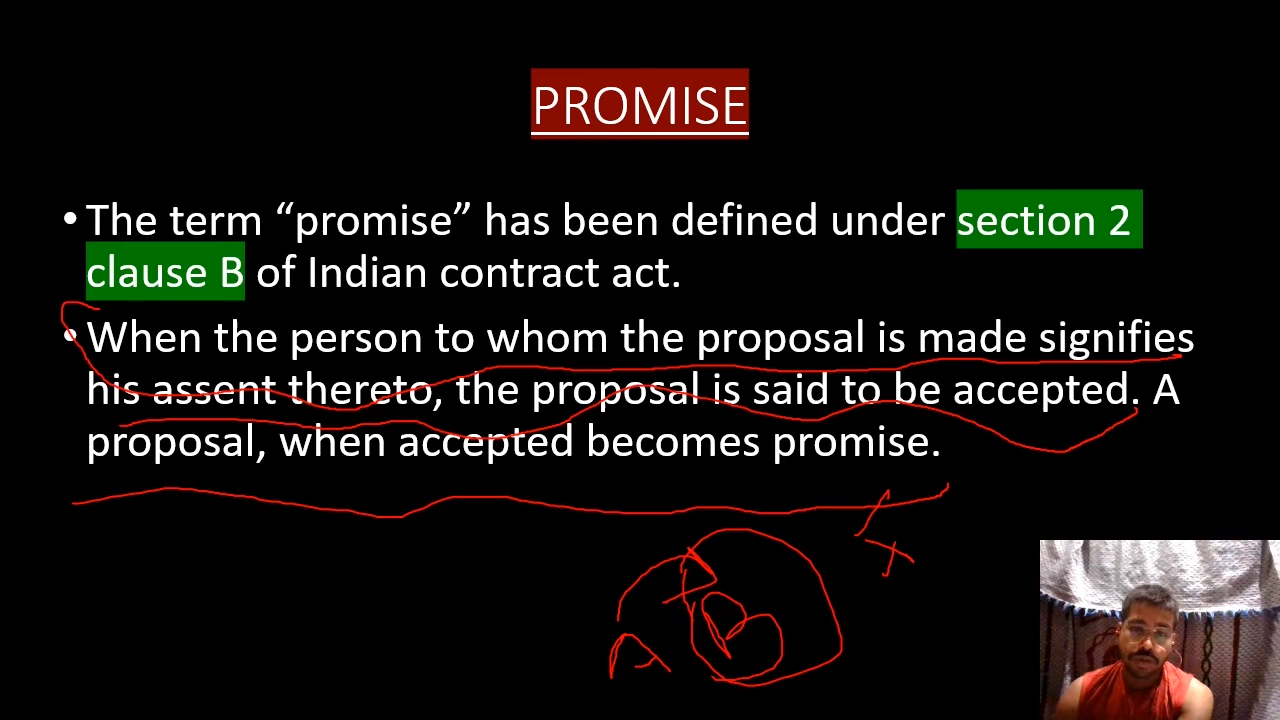 PROMISE
• The term “promise” has been defined under section 2
clause B of Indian contract act.
• When the person to whom the proposal is made signifies
his assent thereto, the proposal is said to be accepted. A
proposal, when accepted becomes promise.
A